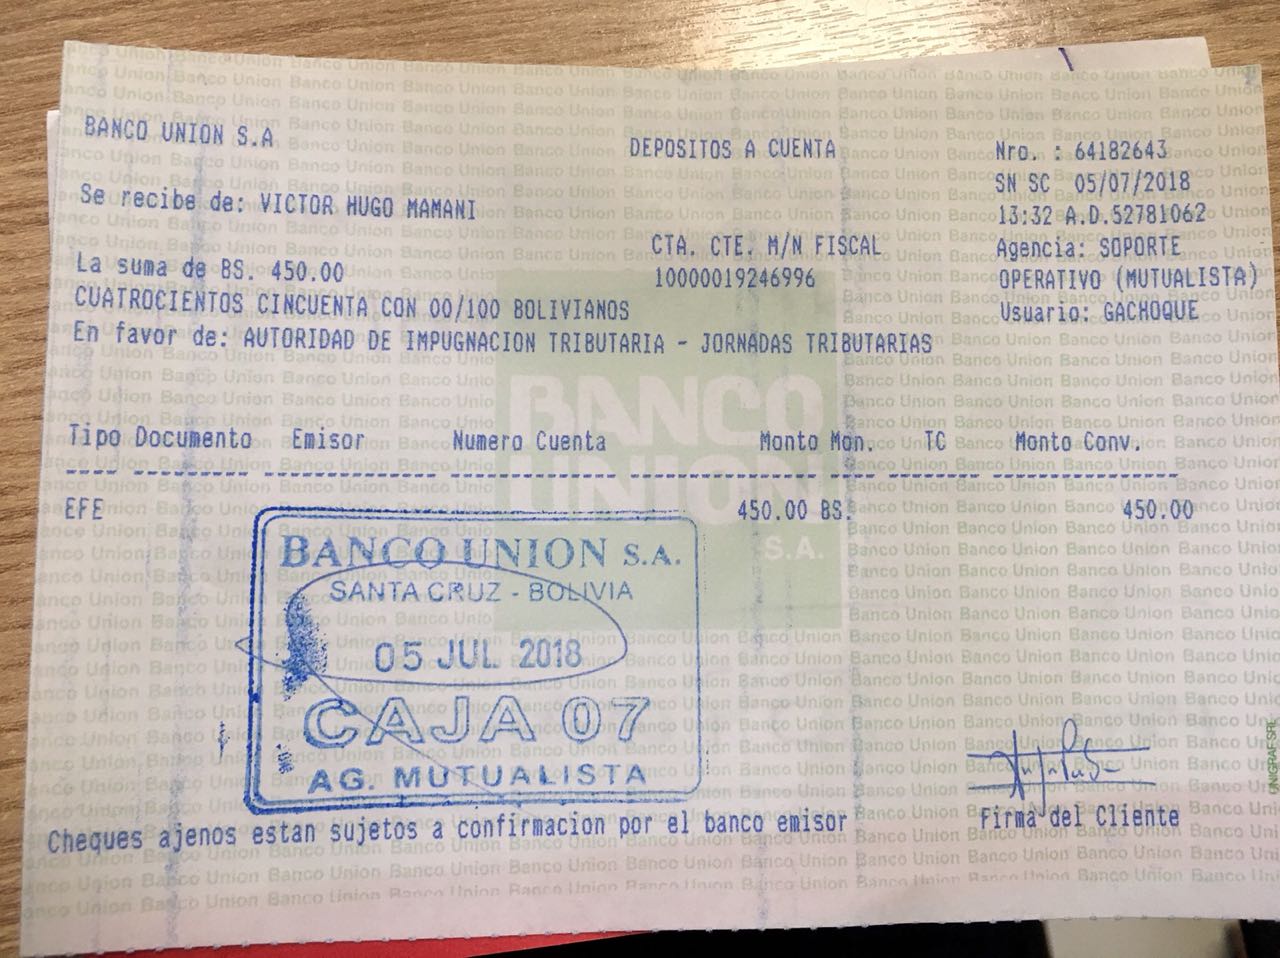 BANCO UNION S.A
DEPOSITOS A CUENTA
Nro. : 64182643
SN SC 05/07/2018
Se recibe de: VICTOR HUGO MAMANI
13:32 A.D.52781062
CTA. CTE. M/N FISCAL
Agencia: SOPORTE
La suma de BS. 450.00
10000019246996
OPERATIVO (MUTUALISTA)
CUATROCIENTOS CINCUENTA CON 00/100 BOLIVIANOS
Usuario: GACHOQUE
En favor de: AUTORIDAD DE IMPUGNACION TRIBUTARIA - JORNADAS TRIBUTARIAS
BANCO
UNION
S.A.
Tipo Documento Emisor Numero Cuenta Monto Mon. TC Monto Conv.
EFE 450.00 BS. 450.00
BANCO UNION S.A.
SANTA CRUZ - BOLIVIA
05 JUL 2018
CAJA 07
AG. MUTUALISTA
Firma del Cliente
Cheques ajenos estan sujetos a confirmacion por el banco emisor
UNIGRAF SRL